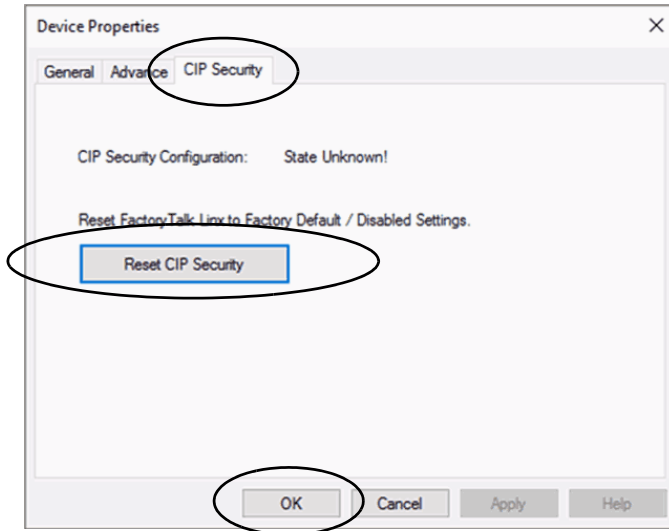 Device Properties
General Advance CIP Security
CIP Security Configuration: State Unknown!
Reset FactoryTalk Linx to Factory Default / Disabled Settings.
Reset CIP Security
OK Cancel Apply Help